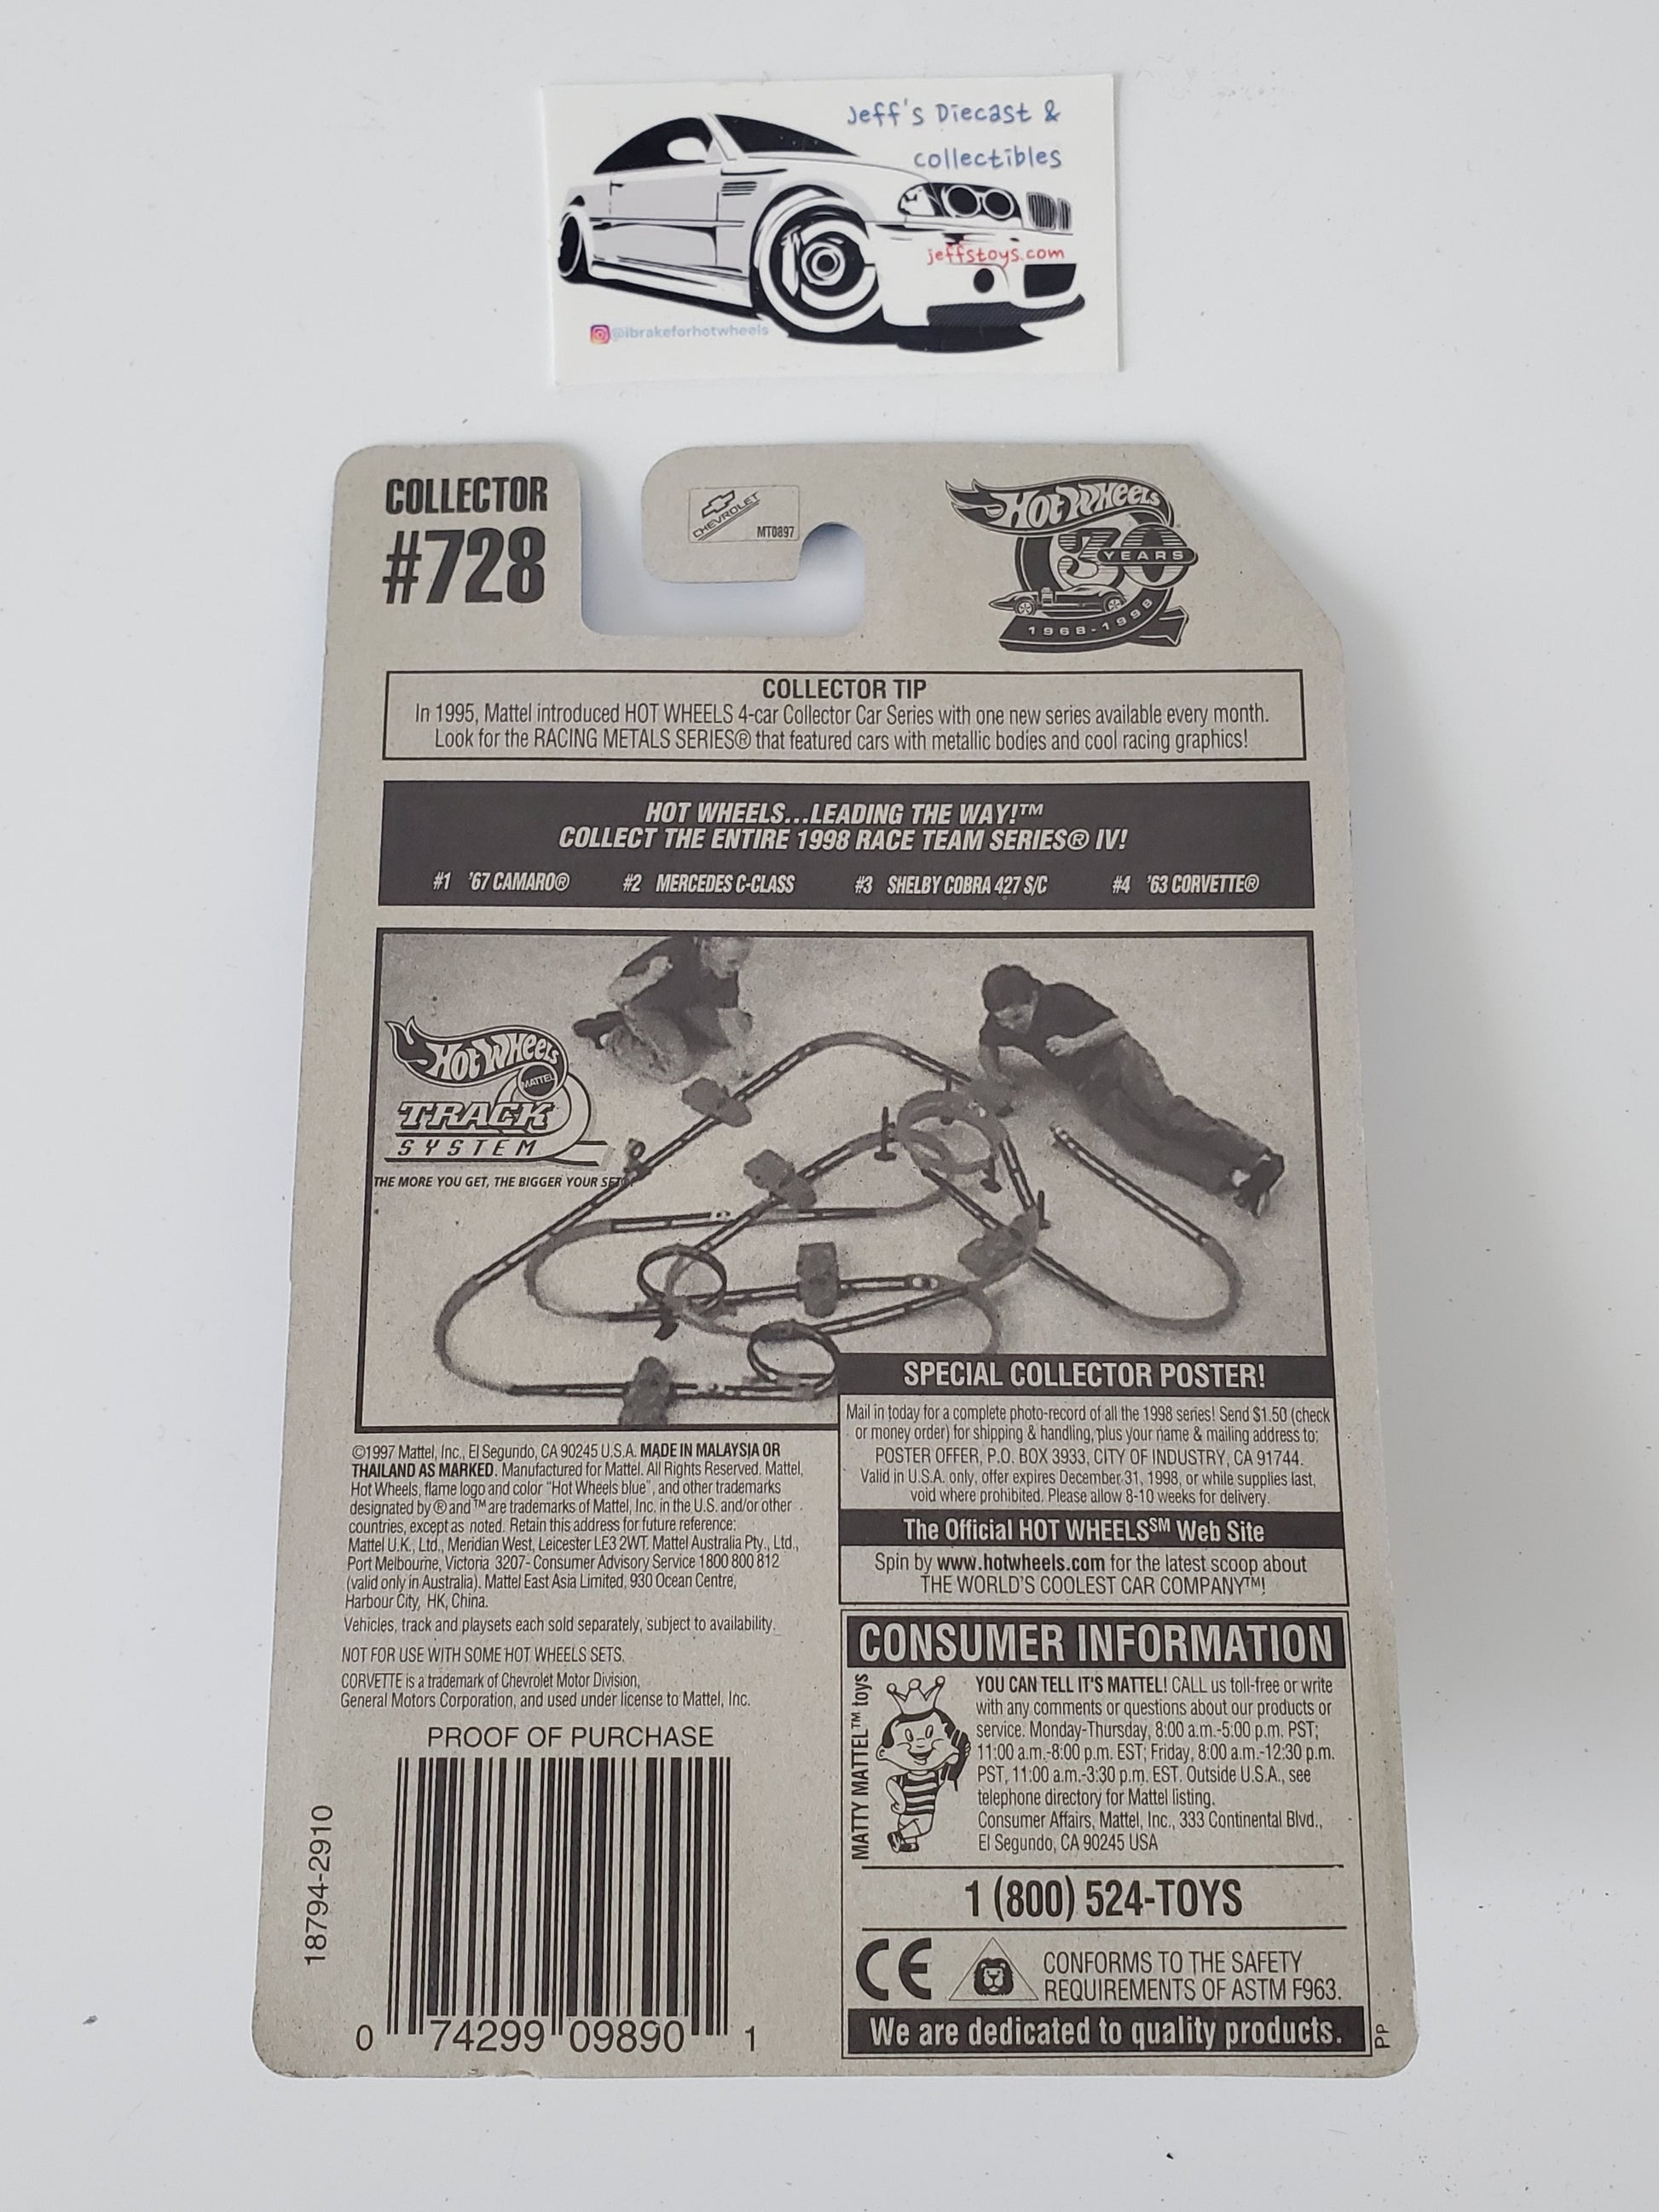 Jeff's Diecast &
collectibles
jeffstoys.com
@ibrakeforhotwheels
COLLECTOR
#728
CHEVROLET
MT0897
Hot Wheels
30
YEARS
1968-1998
COLLECTOR TIP
In 1995, Mattel introduced HOT WHEELS 4-car Collector Car Series with one new series available every month.
Look for the RACING METALS SERIES® that featured cars with metallic bodies and cool racing graphics!
HOT WHEELS...LEADING THE WAY!™
COLLECT THE ENTIRE 1998 RACE TEAM SERIES® IV!
#1 '67 CAMARO® #2 MERCEDES C-CLASS #3 SHELBY COBRA 427 S/C #4 '63 CORVETTE®
Hot Wheels
MATTEL
TRACK
SYSTEM
THE MORE YOU GET, THE BIGGER YOUR SET!
SPECIAL COLLECTOR POSTER!
Mail in today for a complete photo-record of all the 1998 series! Send $1.50 (check
or money order) for shipping & handling, plus your name & mailing address to:
POSTER OFFER, P.O. BOX 3933, CITY OF INDUSTRY, CA 91744.
Valid in U.S.A. only, offer expires December 31, 1998, or while supplies last,
void where prohibited. Please allow 8-10 weeks for delivery.
The Official HOT WHEELS℠ Web Site
Spin by www.hotwheels.com for the latest scoop about
THE WORLD'S COOLEST CAR COMPANY™!
©1997 Mattel, Inc., El Segundo, CA 90245 U.S.A. MADE IN MALAYSIA OR
THAILAND AS MARKED. Manufactured for Mattel. All Rights Reserved. Mattel,
Hot Wheels, flame logo and color "Hot Wheels blue", and other trademarks
designated by ® and ™ are trademarks of Mattel, Inc. in the U.S. and/or other
countries, except as noted. Retain this address for future reference:
Mattel U.K., Ltd., Meridian West, Leicester LE3 2WT. Mattel Australia Pty., Ltd.,
Port Melbourne, Victoria 3207- Consumer Advisory Service 1800 800 812
(valid only in Australia). Mattel East Asia Limited, 930 Ocean Centre,
Harbour City, HK, China.
Vehicles, track and playsets each sold separately, subject to availability.
NOT FOR USE WITH SOME HOT WHEELS SETS.
CORVETTE is a trademark of Chevrolet Motor Division,
General Motors Corporation, and used under license to Mattel, Inc.
PROOF OF PURCHASE
18794-2910
0 74299 09890 1
CONSUMER INFORMATION
MATTY MATTEL™ toys
YOU CAN TELL IT'S MATTEL! CALL us toll-free or write
with any comments or questions about our products or
service. Monday-Thursday, 8:00 a.m.-5:00 p.m. PST;
11:00 a.m.-8:00 p.m. EST; Friday, 8:00 a.m.-12:30 p.m.
PST, 11:00 a.m.-3:30 p.m. EST. Outside U.S.A., see
telephone directory for Mattel listing.
Consumer Affairs, Mattel, Inc., 333 Continental Blvd.,
El Segundo, CA 90245 USA
1 (800) 524-TOYS
CE
CONFORMS TO THE SAFETY
REQUIREMENTS OF ASTM F963.
We are dedicated to quality products.
PP